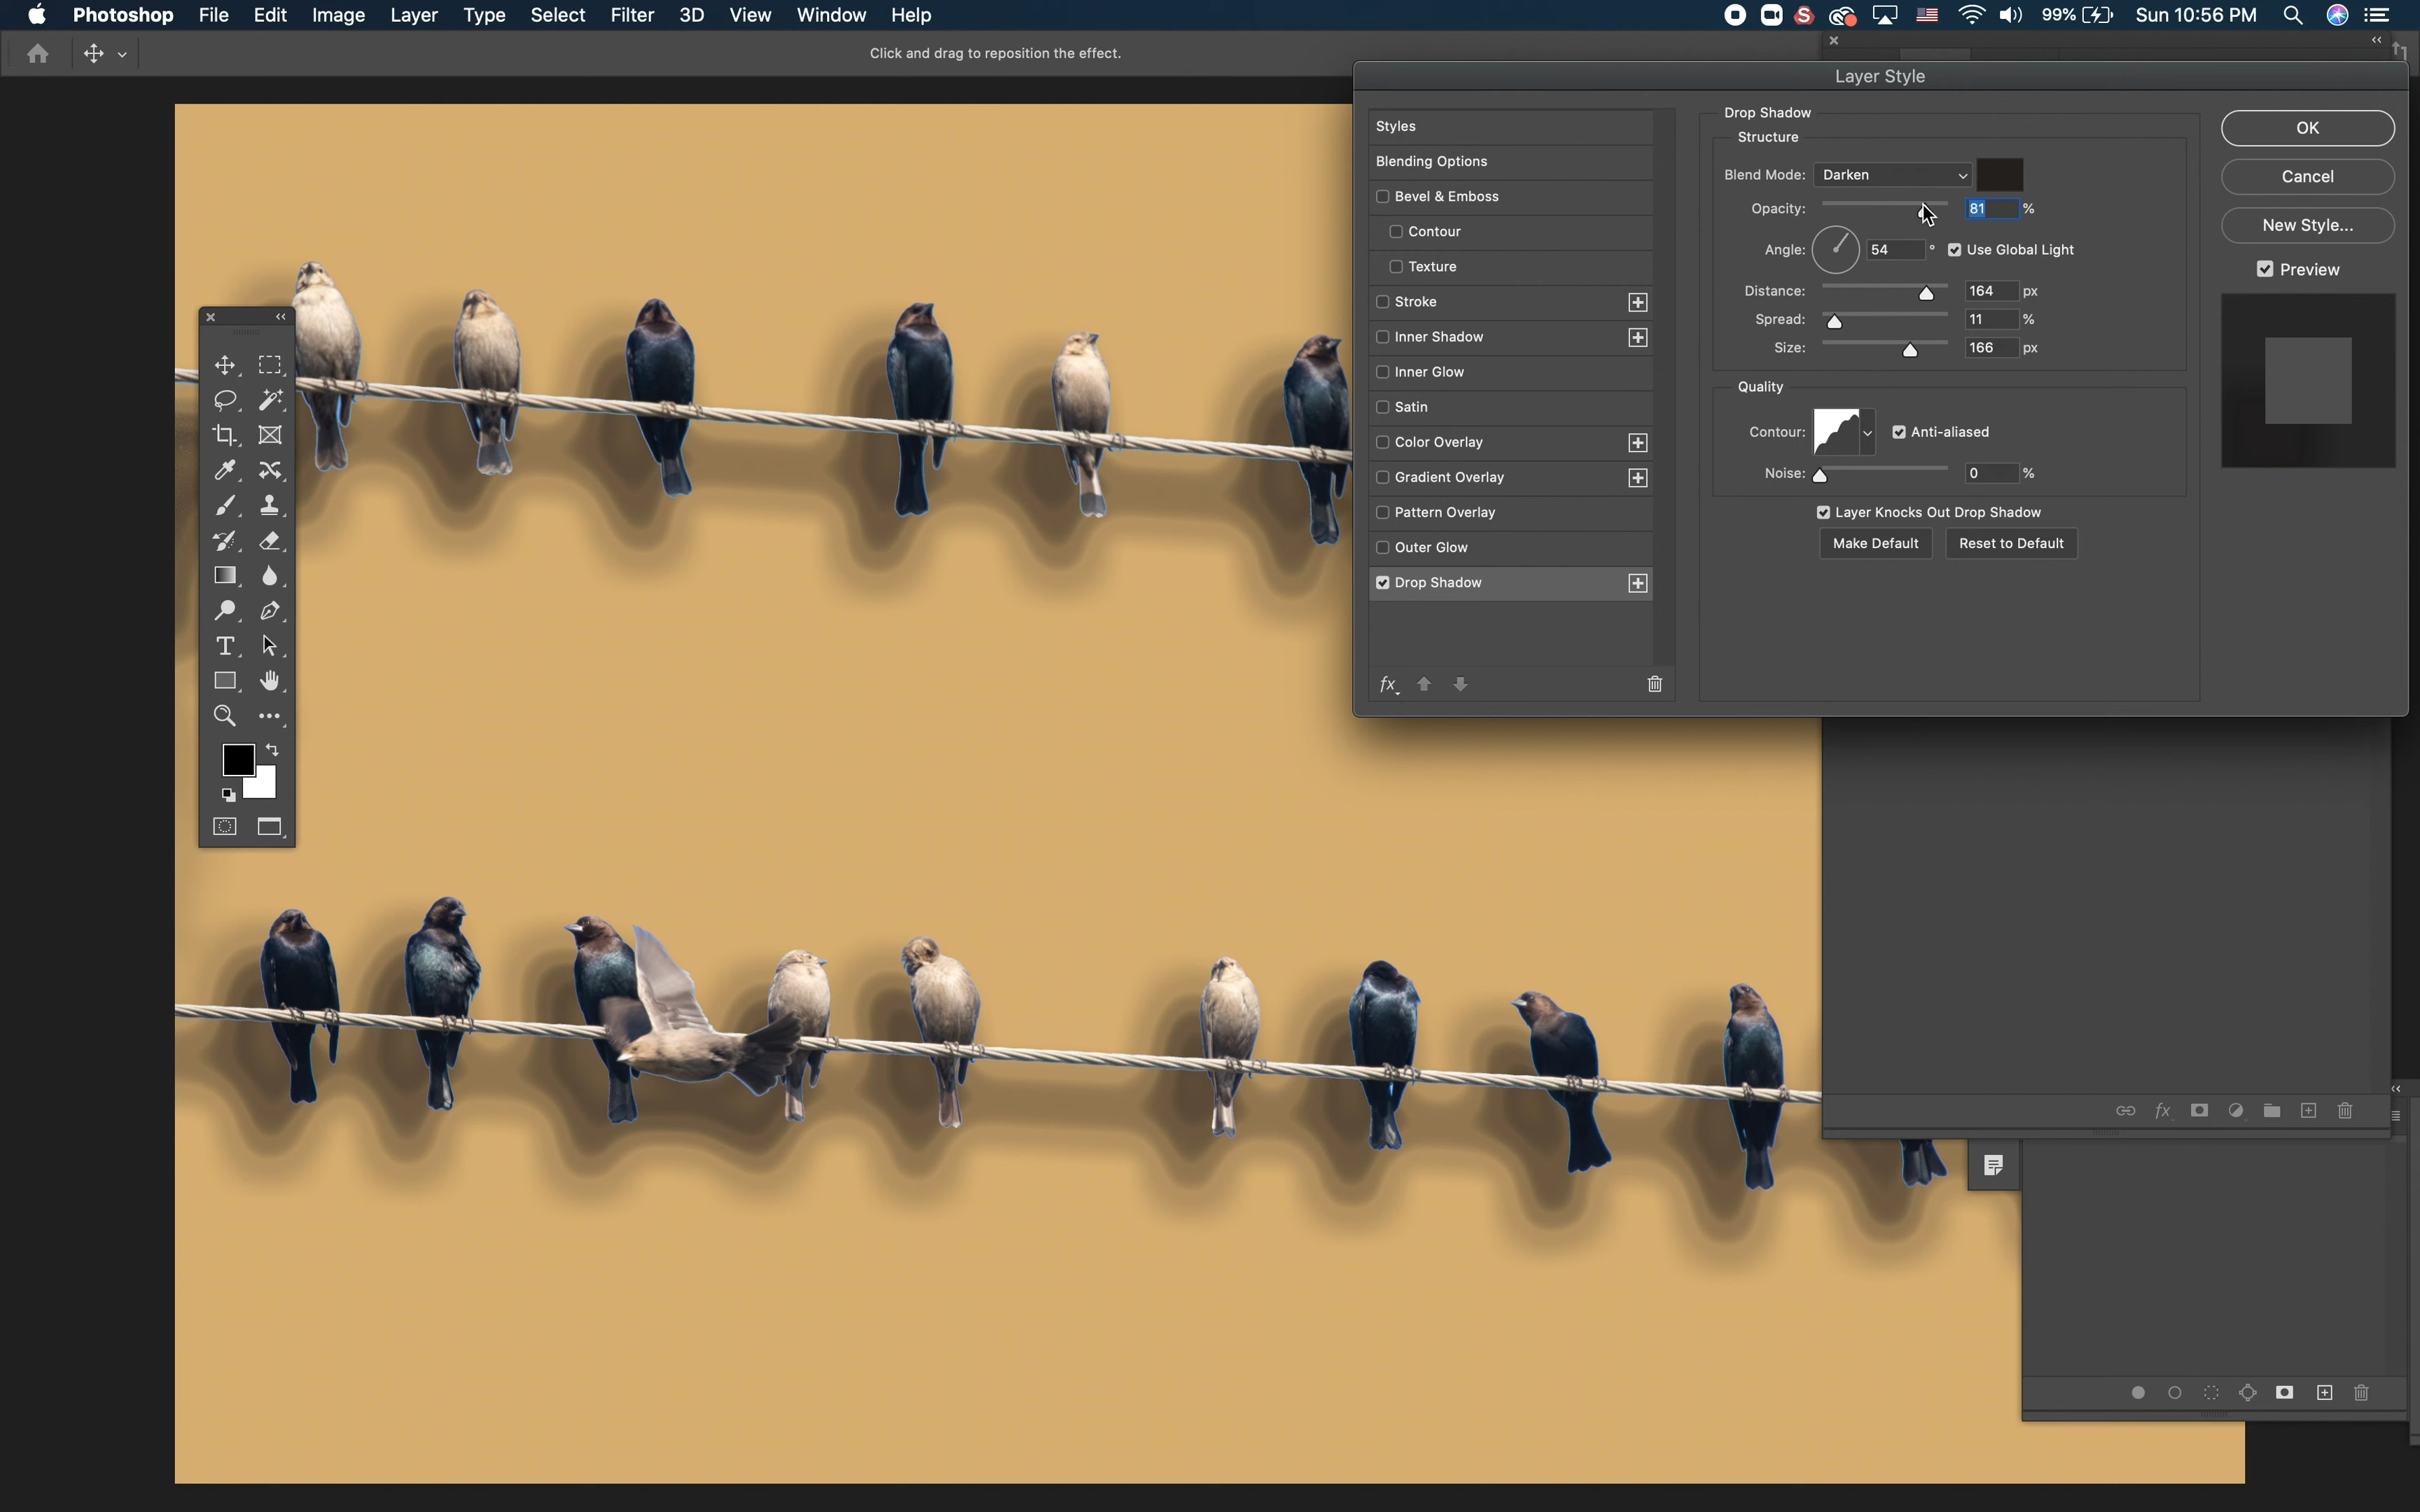 Photoshop File Edit Image Layer Type Select Filter 3D View Window Help 99% Sun 10:56 PM
Click and drag to reposition the effect.
Layer Style
Styles
Blending Options
Bevel & Emboss
Contour
Texture
Stroke
Inner Shadow
Inner Glow
Satin
Color Overlay
Gradient Overlay
Pattern Overlay
Outer Glow
Drop Shadow
fx
Drop Shadow
Structure
Blend Mode: Darken
Opacity: 81 %
Angle: 54 ° Use Global Light
Distance: 164 px
Spread: 11 %
Size: 166 px
Quality
Contour: Anti-aliased
Noise: 0 %
Layer Knocks Out Drop Shadow
Make Default Reset to Default
OK
Cancel
New Style...
Preview
T
fx